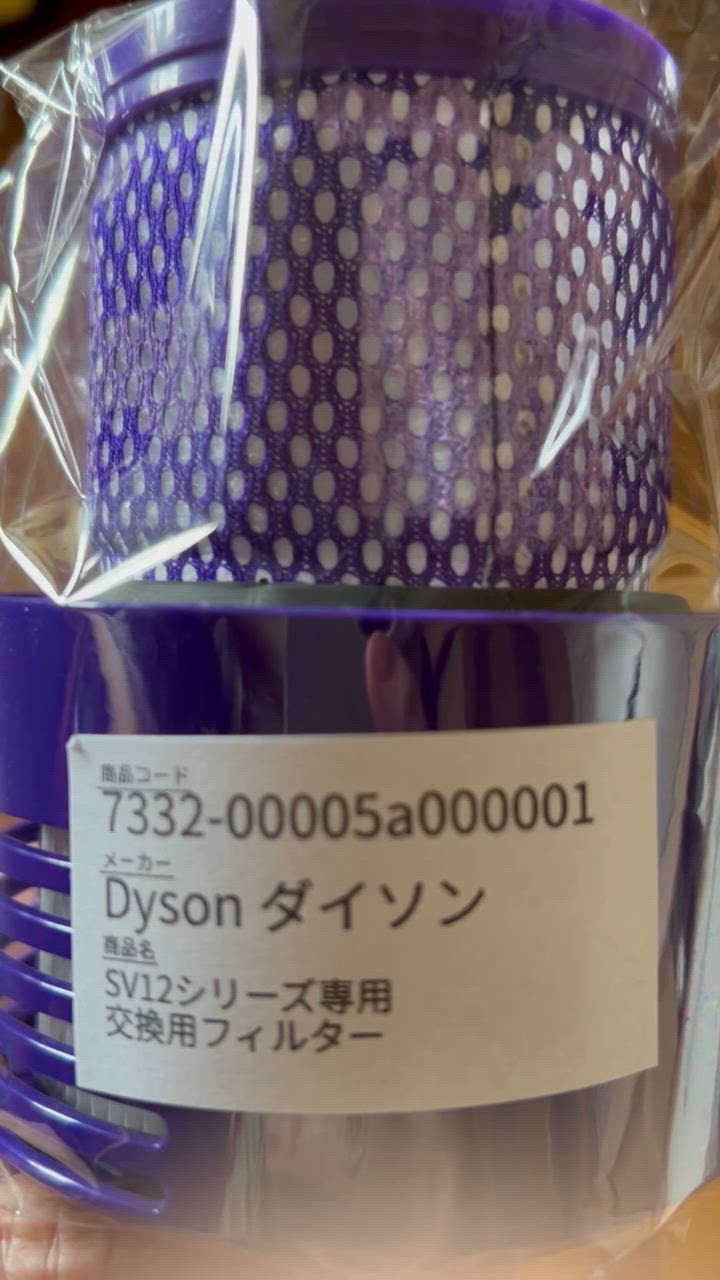 商品コード
7332-00005a000001
メーカー
Dyson ダイソン
商品名
SV12シリーズ専用
交換用フィルター